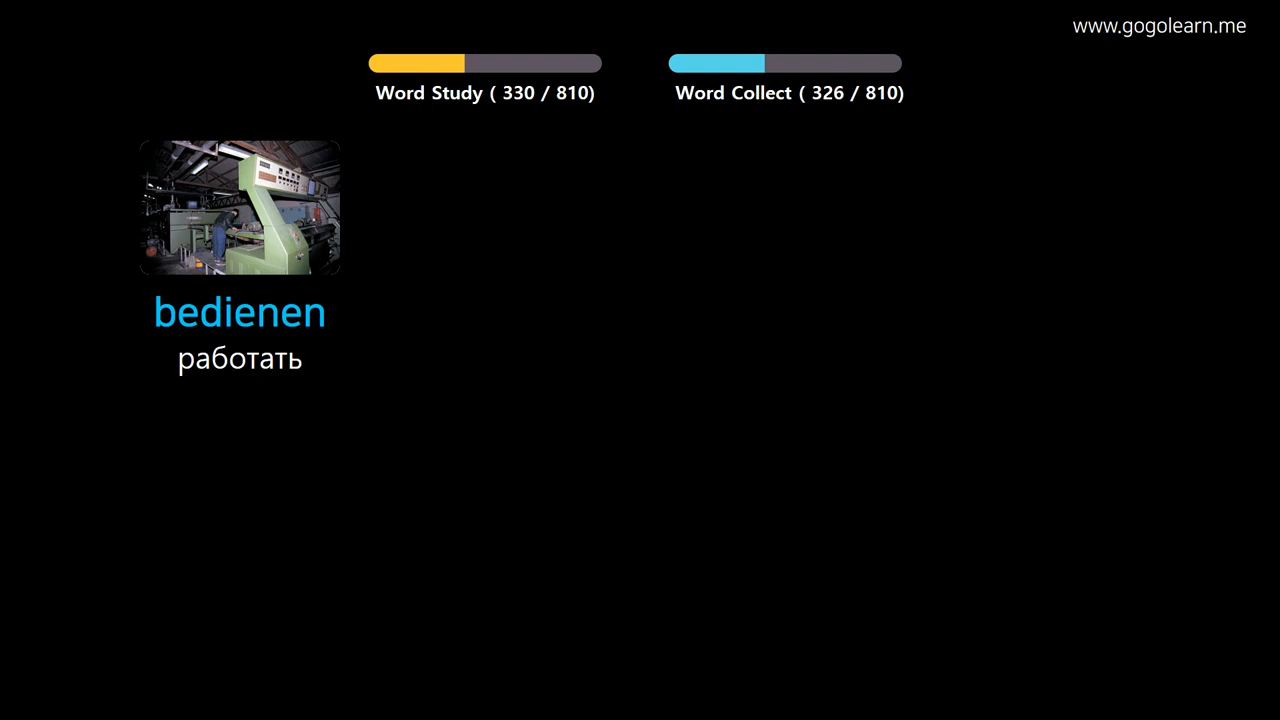 www.gogolearn.me
Word Study ( 330 / 810)
Word Collect ( 326 / 810)
bedienen
работать